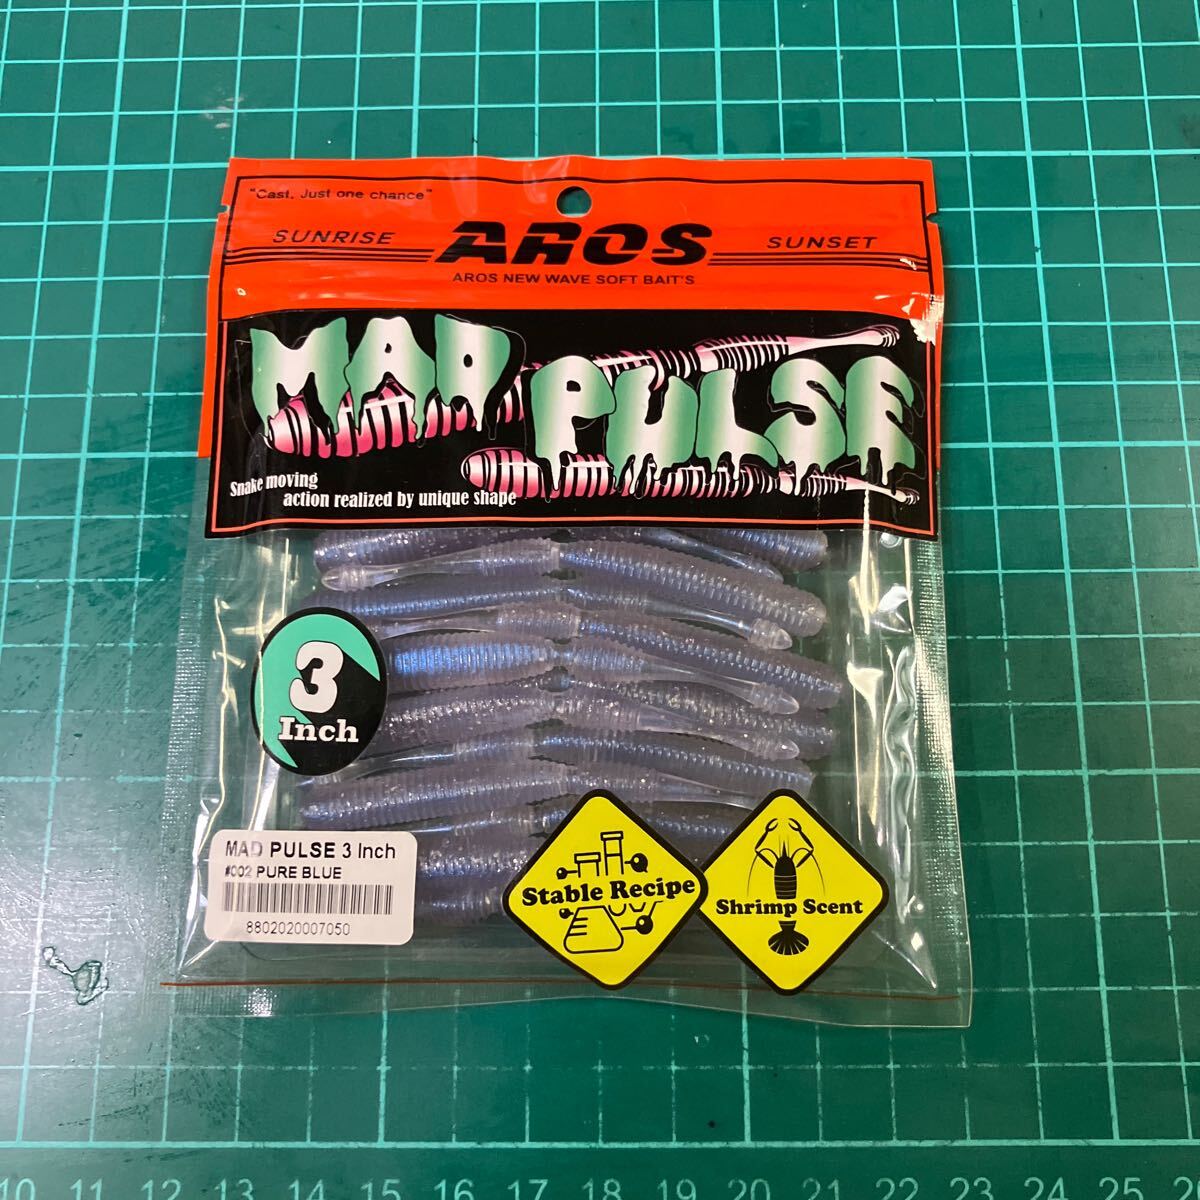 "Cast, Just one chance"
SUNRISE AROS SUNSET
AROS NEW WAVE SOFT BAIT'S
MAD PULSE
Snake moving
action realized by unique shape
3
Inch
MAD PULSE 3 Inch
#002 PURE BLUE
8802020007050
Stable Recipe
Shrimp Scent
10 11 12 13 14 15 16 17 18 19 20 21 22 23 24 25 26